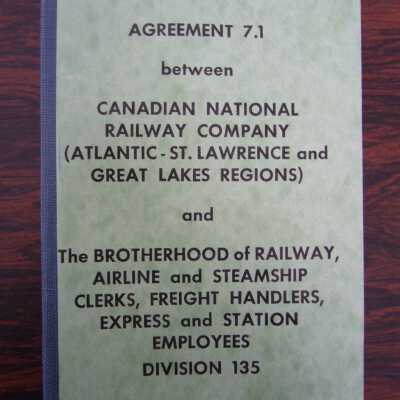 AGREEMENT 7.1
between
CANADIAN NATIONAL
RAILWAY COMPANY
(ATLANTIC - ST. LAWRENCE and
GREAT LAKES REGIONS)
and
The BROTHERHOOD of RAILWAY,
AIRLINE and STEAMSHIP
CLERKS, FREIGHT HANDLERS,
EXPRESS and STATION
EMPLOYEES
DIVISION 135